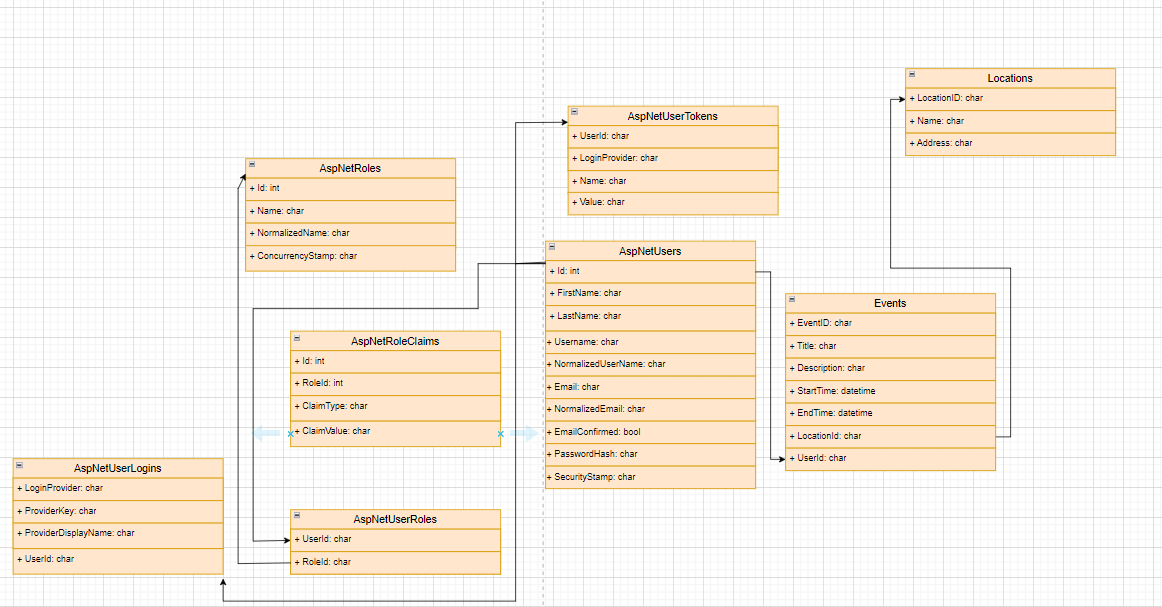 Locations
+ LocationID: char
+ Name: char
+ Address: char
AspNetUserTokens
+ UserId: char
+ LoginProvider: char
+ Name: char
+ Value: char
AspNetRoles
+ Id: int
+ Name: char
+ NormalizedName: char
+ ConcurrencyStamp: char
AspNetUsers
+ Id: int
+ FirstName: char
+ LastName: char
+ Username: char
+ NormalizedUserName: char
+ Email: char
+ NormalizedEmail: char
+ EmailConfirmed: bool
+ PasswordHash: char
+ SecurityStamp: char
Events
+ EventID: char
+ Title: char
+ Description: char
+ StartTime: datetime
+ EndTime: datetime
+ LocationId: char
+ UserId: char
AspNetRoleClaims
+ Id: int
+ RoleId: int
+ ClaimType: char
+ ClaimValue: char
AspNetUserLogins
+ LoginProvider: char
+ ProviderKey: char
+ ProviderDisplayName: char
+ UserId: char
AspNetUserRoles
+ UserId: char
+ RoleId: char